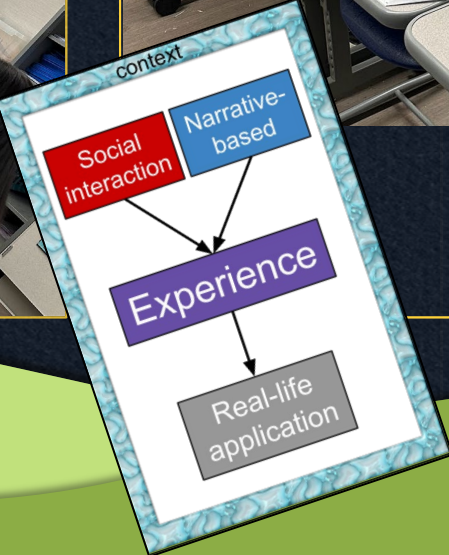 context
Social
interaction
Narrative-
based
Experience
Real-life
application